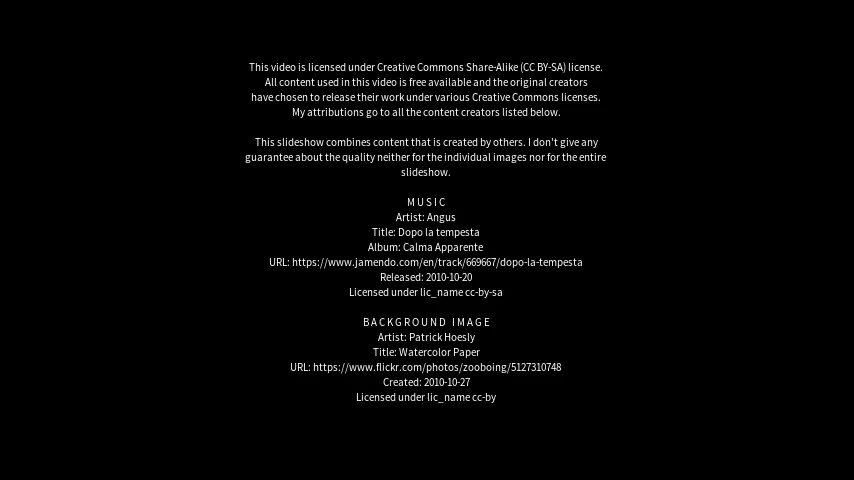 This video is licensed under Creative Commons Share-Alike (CC BY-SA) license.
All content used in this video is free available and the original creators
have chosen to release their work under various Creative Commons licenses.
My attributions go to all the content creators listed below.
This slideshow combines content that is created by others. I don't give any
guarantee about the quality neither for the individual images nor for the entire
slideshow.
MUSIC
Artist: Angus
Title: Dopo la tempesta
Album: Calma Apparente
URL: https://www.jamendo.com/en/track/669667/dopo-la-tempesta
Released: 2010-10-20
Licensed under lic_name cc-by-sa
BACKGROUND IMAGE
Artist: Patrick Hoesly
Title: Watercolor Paper
URL: https://www.flickr.com/photos/zooboing/5127310748
Created: 2010-10-27
Licensed under lic_name cc-by